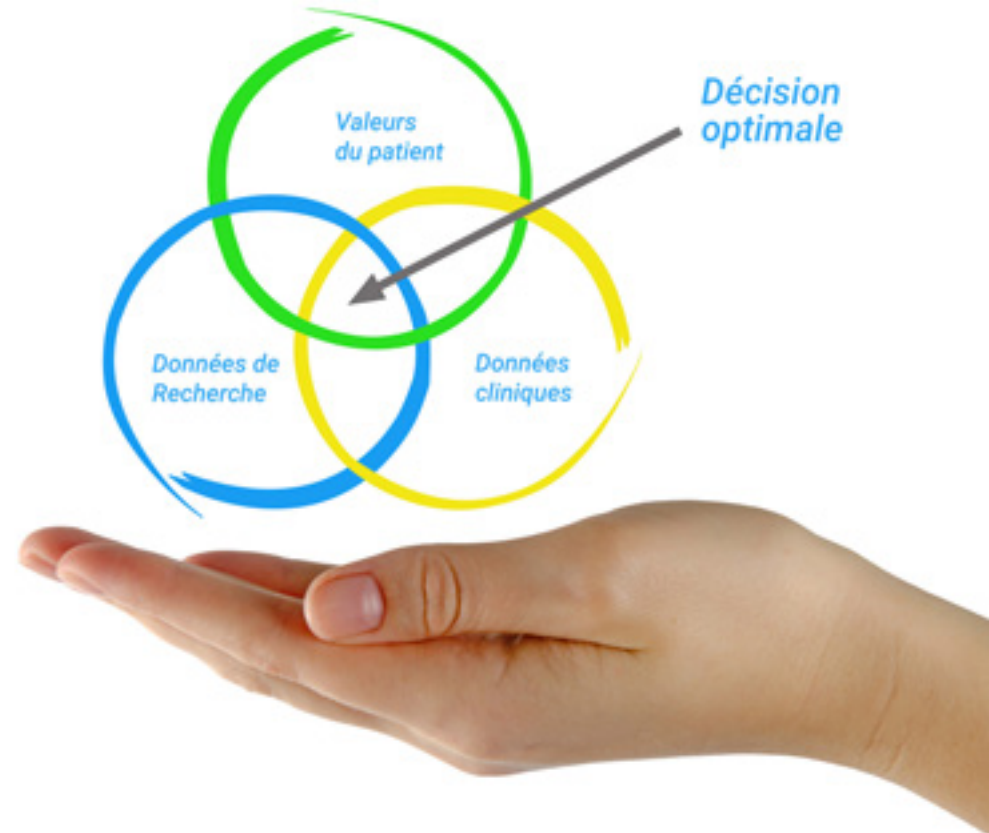 Décision
optimale
Valeurs
du patient
Données de
Recherche
Données
cliniques